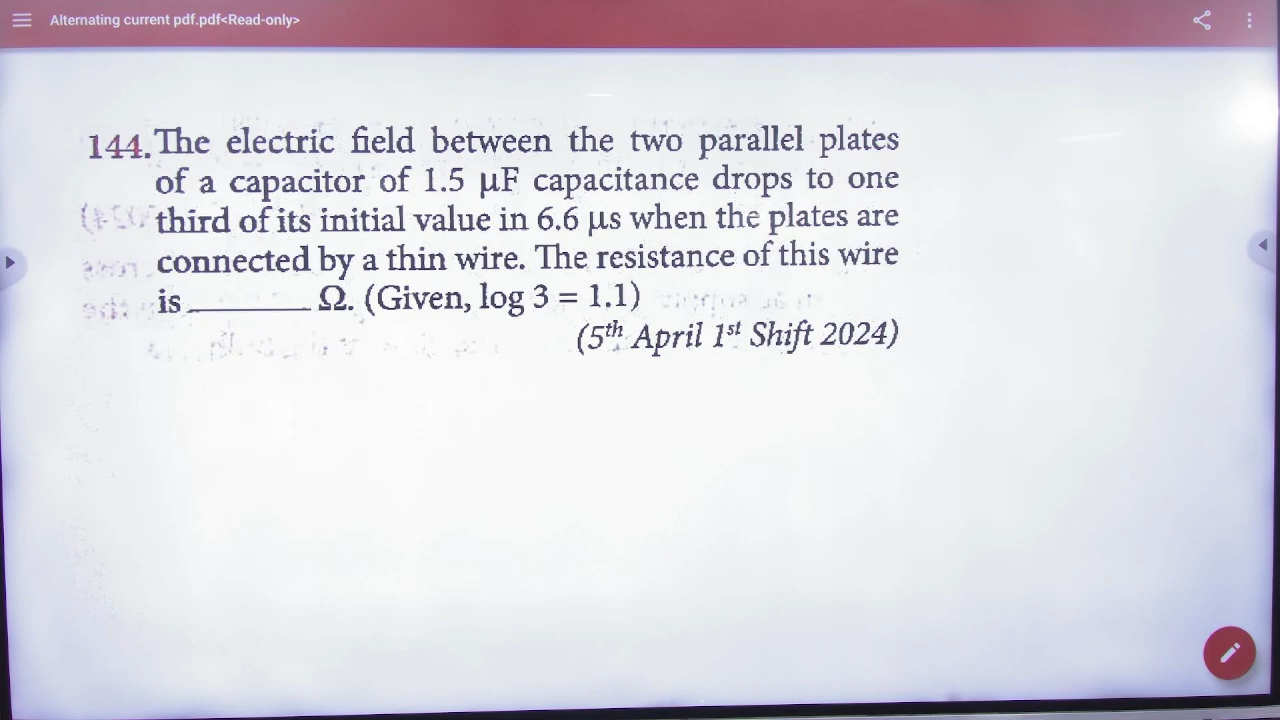 Alternating current pdf.pdf<Read-only>
144. The electric field between the two parallel plates
of a capacitor of 1.5 μF capacitance drops to one
third of its initial value in 6.6 μs when the plates are
connected by a thin wire. The resistance of this wire
is ________ Ω. (Given, log 3 = 1.1)
(5th April 1st Shift 2024)